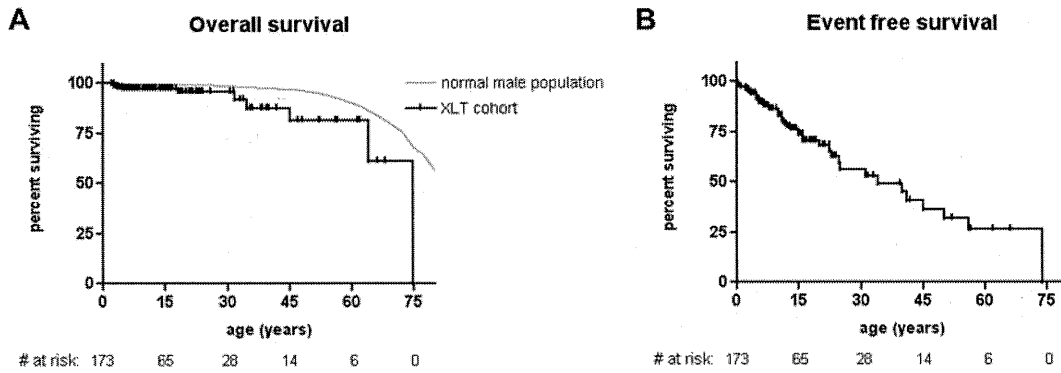 A
Overall survival
percent surviving
100
75
50
25
0
0 15 30 45 60 75
age (years)
# at risk: 173 65 28 14 6 0
normal male population
XLT cohort
B
Event free survival
percent surviving
100
75
50
25
0
0 15 30 45 60 75
age (years)
# at risk: 173 65 28 14 6 0